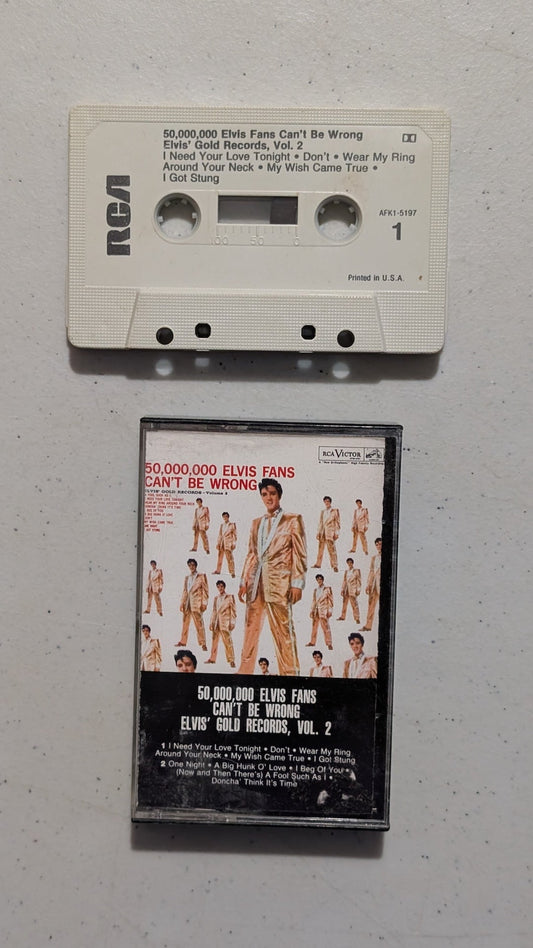 50,000,000 Elvis Fans Can't Be Wrong
Elvis' Gold Records, Vol. 2
I Need Your Love Tonight • Don't • Wear My Ring
Around Your Neck • My Wish Came True •
I Got Stung
RCA
AFK1-5197
1
100 50 0
Printed in U.S.A.
RCA VICTOR
50,000,000 ELVIS FANS
CAN'T BE WRONG
ELVIS' GOLD RECORDS—Volume 2
50,000,000 ELVIS FANS
CAN'T BE WRONG
ELVIS' GOLD RECORDS, VOL. 2
1 I Need Your Love Tonight • Don't • Wear My Ring
Around Your Neck • My Wish Came True • I Got Stung
2 One Night • A Big Hunk O' Love • I Beg Of You •
(Now and Then There's) A Fool Such As I •
Doncha' Think It's Time